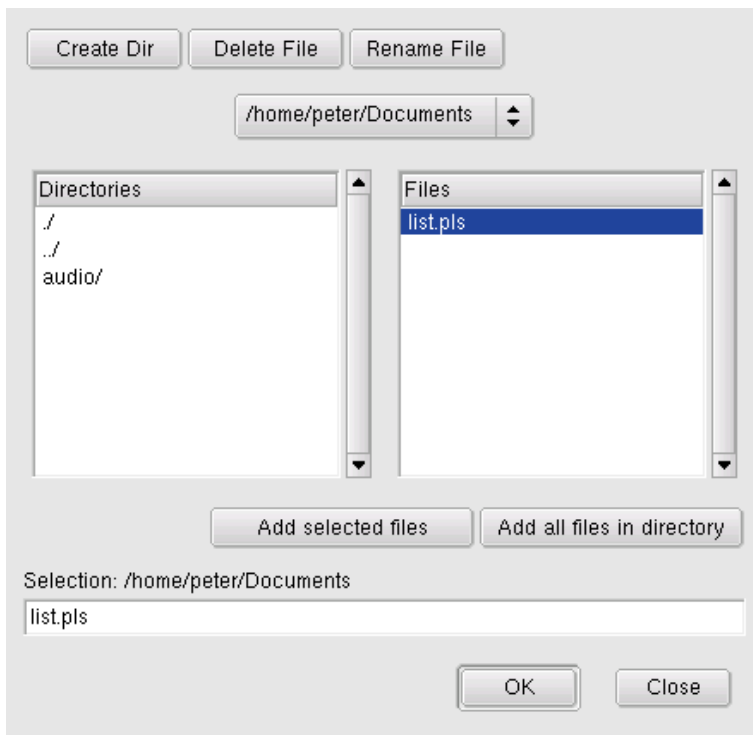 Create Dir
Delete File
Rename File
/home/peter/Documents
Directories
./
../
audio/
Files
list.pls
Add selected files
Add all files in directory
Selection: /home/peter/Documents
list.pls
OK
Close